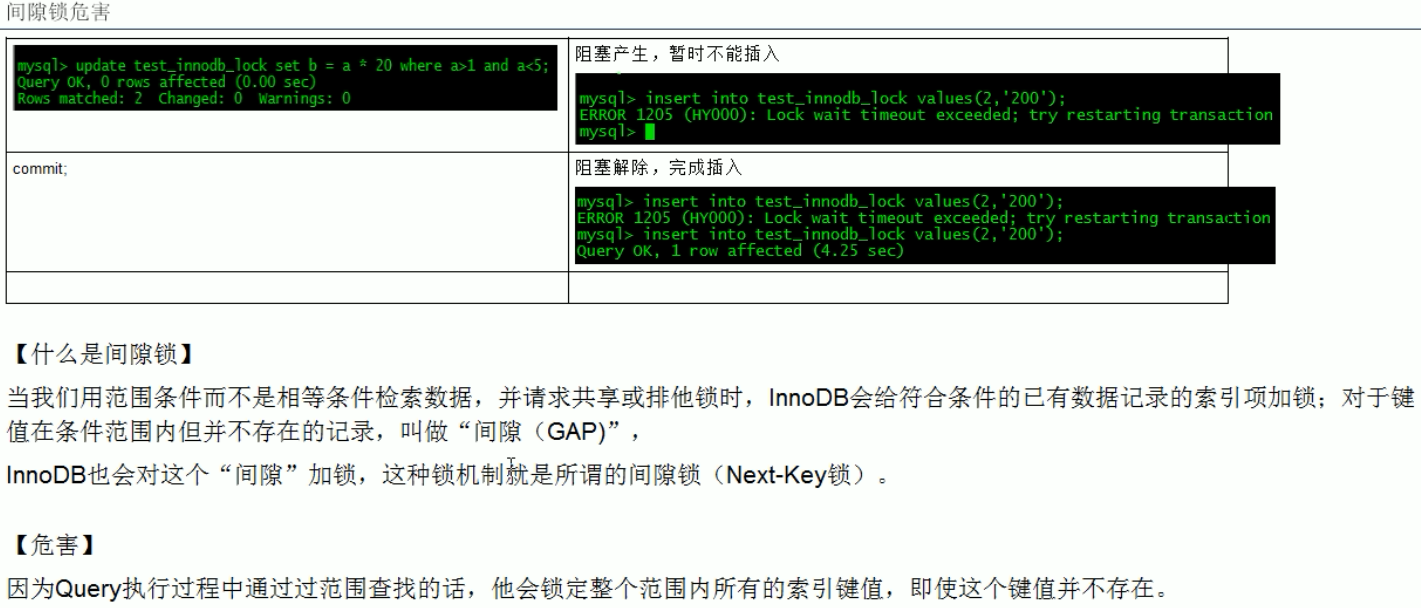 间隙锁危害
mysql> update test_innodb_lock set b = a * 20 where a>1 and a<5;
Query OK, 0 rows affected (0.00 sec)
Rows matched: 2  Changed: 0  Warnings: 0
阻塞产生，暂时不能插入
mysql> insert into test_innodb_lock values(2,'200');
ERROR 1205 (HY000): Lock wait timeout exceeded; try restarting transaction
mysql>
commit;
阻塞解除，完成插入
mysql> insert into test_innodb_lock values(2,'200');
ERROR 1205 (HY000): Lock wait timeout exceeded; try restarting transaction
mysql> insert into test_innodb_lock values(2,'200');
Query OK, 1 row affected (4.25 sec)
【什么是间隙锁】
当我们用范围条件而不是相等条件检索数据，并请求共享或排他锁时，InnoDB会给符合条件的已有数据记录的索引项加锁；对于键
值在条件范围内但并不存在的记录，叫做“间隙（GAP)”，
InnoDB也会对这个“间隙”加锁，这种锁机制就是所谓的间隙锁（Next-Key锁）。
【危害】
因为Query执行过程中通过过范围查找的话，他会锁定整个范围内所有的索引键值，即使这个键值并不存在。